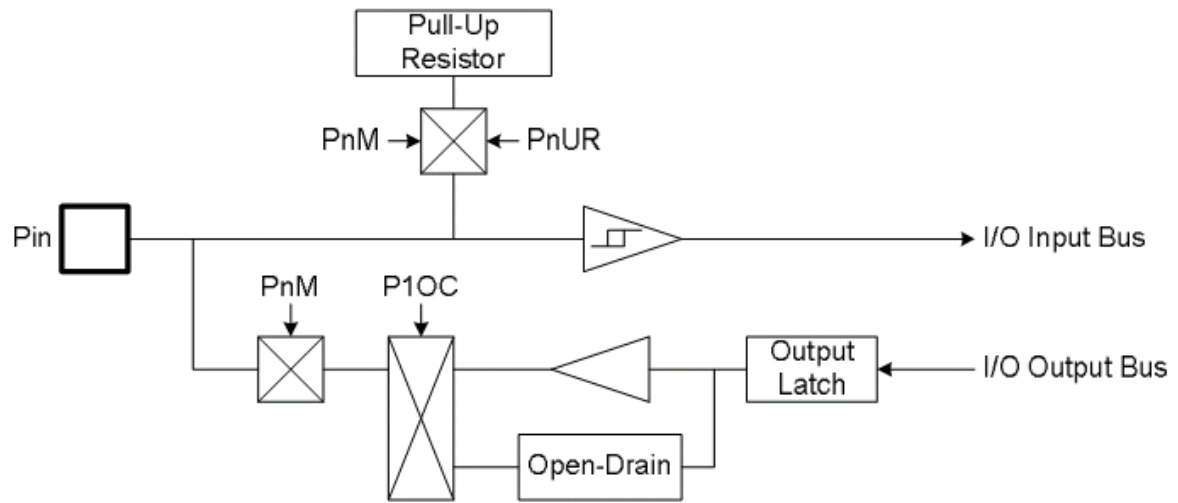 Pull-Up
Resistor
PnM
PnUR
Pin
I/O Input Bus
PnM
P1OC
Output
Latch
I/O Output Bus
Open-Drain